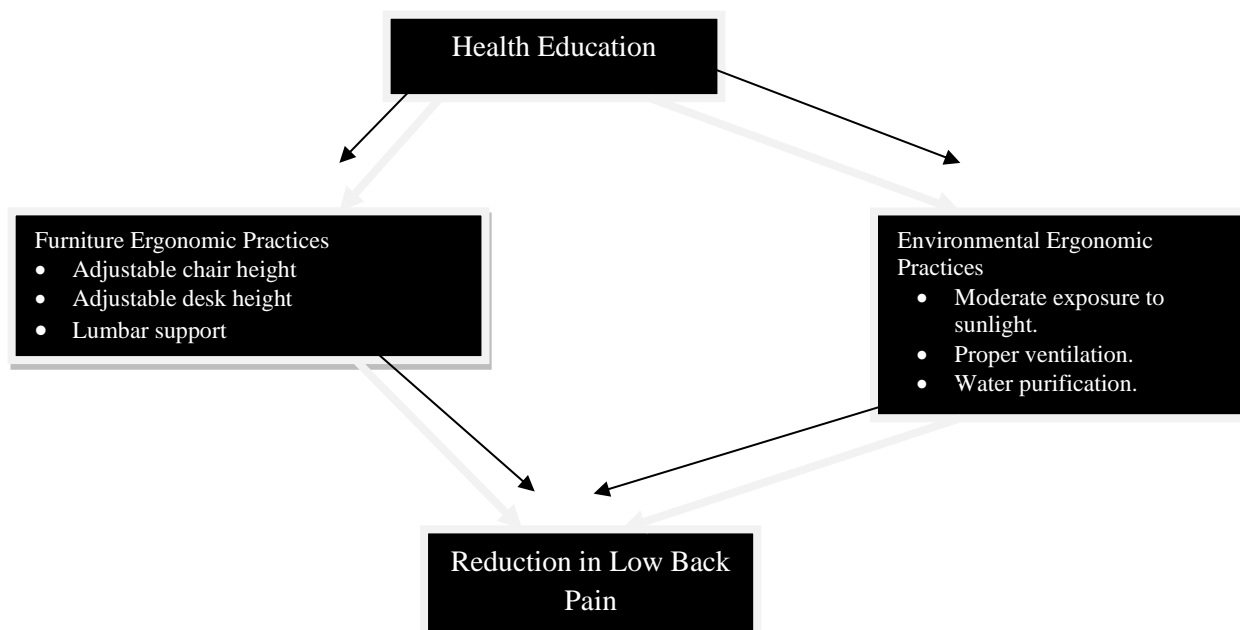 Health Education
Furniture Ergonomic Practices
• Adjustable chair height
• Adjustable desk height
• Lumbar support
Environmental Ergonomic
Practices
• Moderate exposure to
sunlight.
• Proper ventilation.
• Water purification.
Reduction in Low Back
Pain